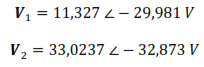 V₁ = 11,327 ∠ − 29,981 V
V₂ = 33,0237 ∠ − 32,873 V